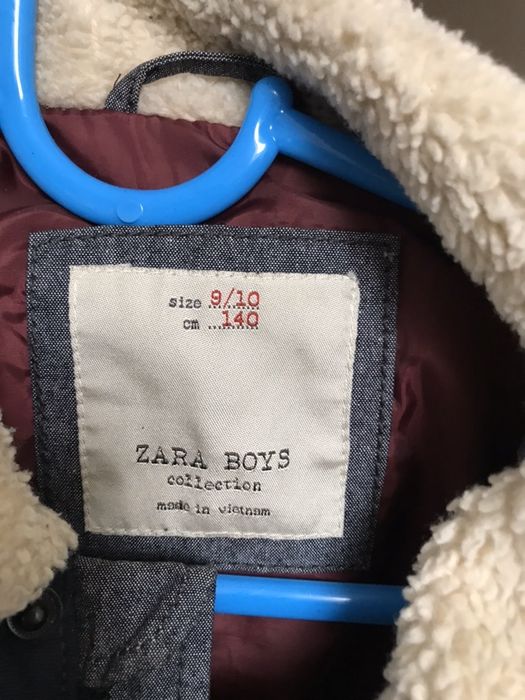 size 9/10
cm 140
ZARA BOYS
collection
made in vietnam